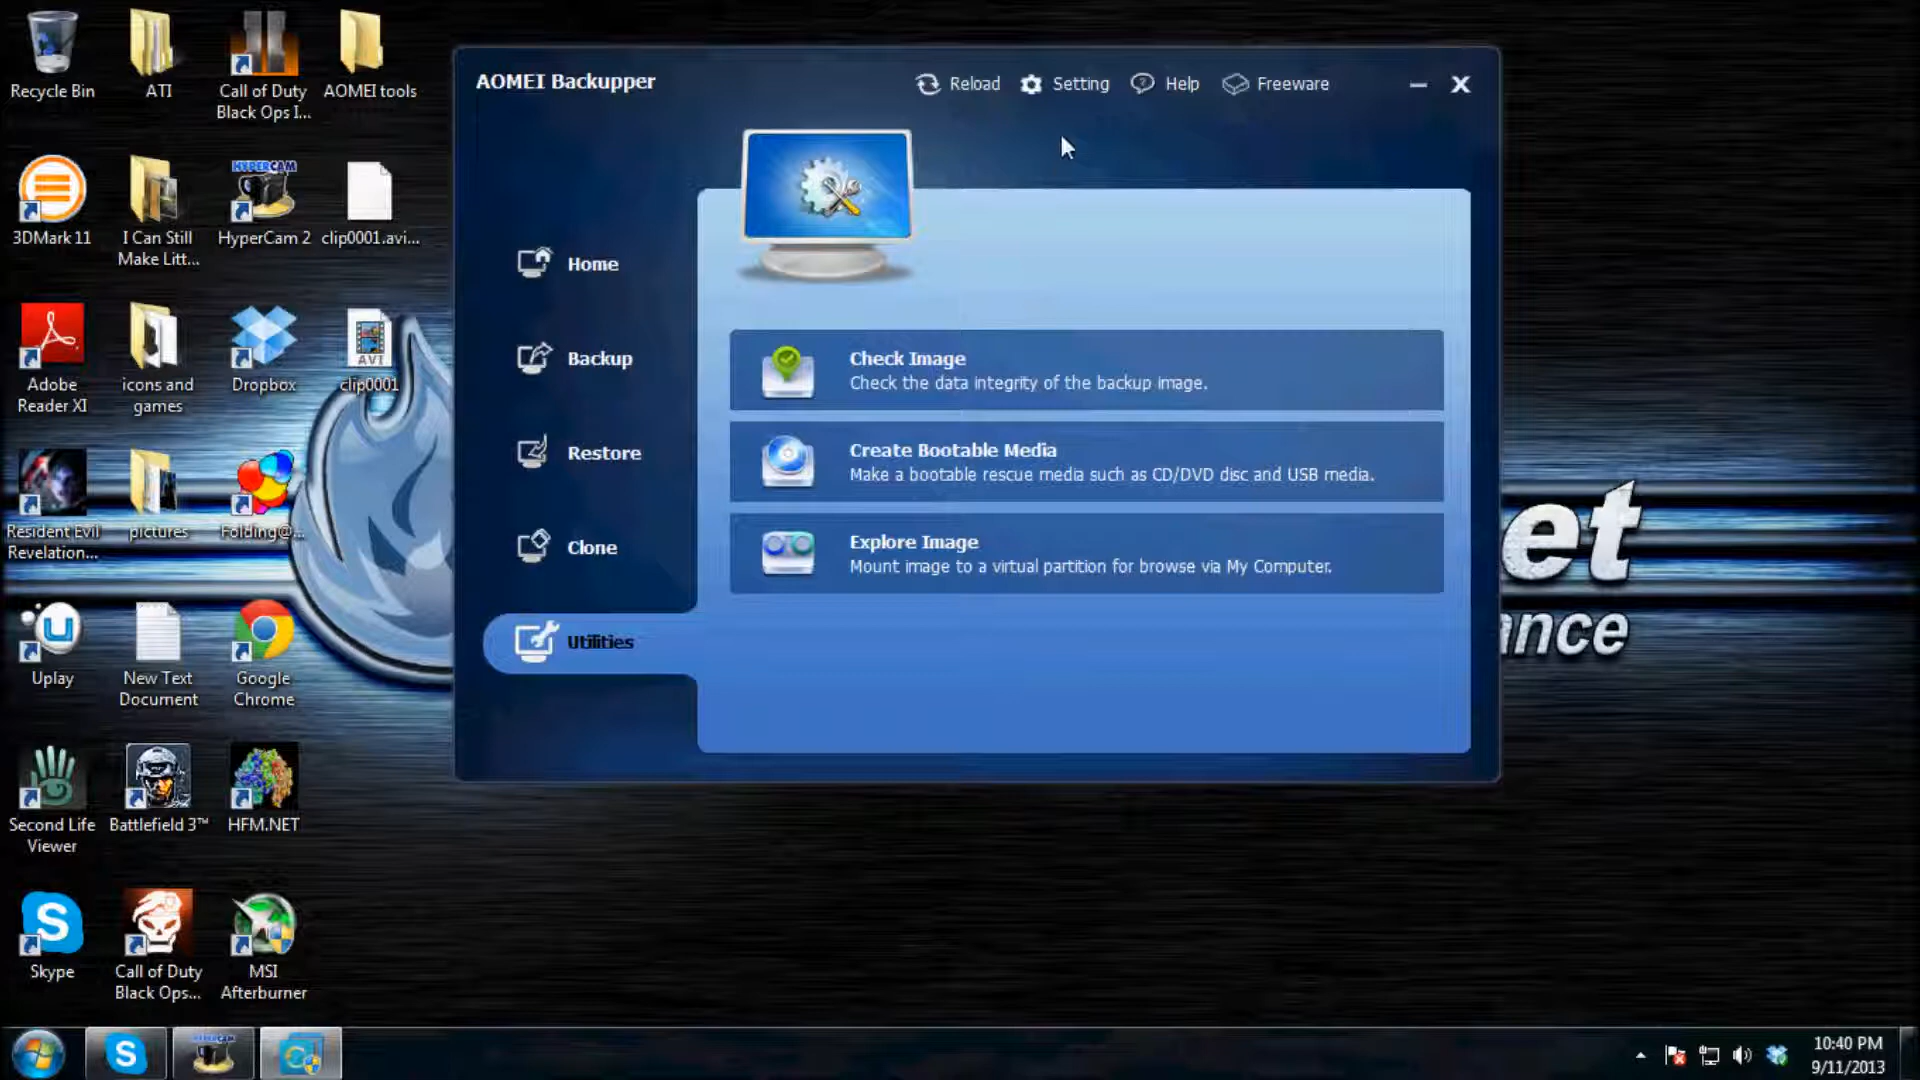 Recycle Bin
ATI
Call of Duty
Black Ops I...
AOMEI tools
3DMark 11
I Can Still
Make Litt...
HYPERCAM
HyperCam 2
clip0001.avi...
Adobe
Reader XI
icons and
games
Dropbox
AVI
clip0001
Resident Evil
Revelation...
pictures
Folding@...
Uplay
New Text
Document
Google
Chrome
Second Life
Viewer
Battlefield 3™
HFM.NET
Skype
Call of Duty
Black Ops...
MSI
Afterburner
AOMEI Backupper
Reload
Setting
Help
Freeware
Home
Backup
Restore
Clone
Utilities
Check Image
Check the data integrity of the backup image.
Create Bootable Media
Make a bootable rescue media such as CD/DVD disc and USB media.
Explore Image
Mount image to a virtual partition for browse via My Computer.
et
ance
HYPERCAM
10:40 PM
9/11/2013